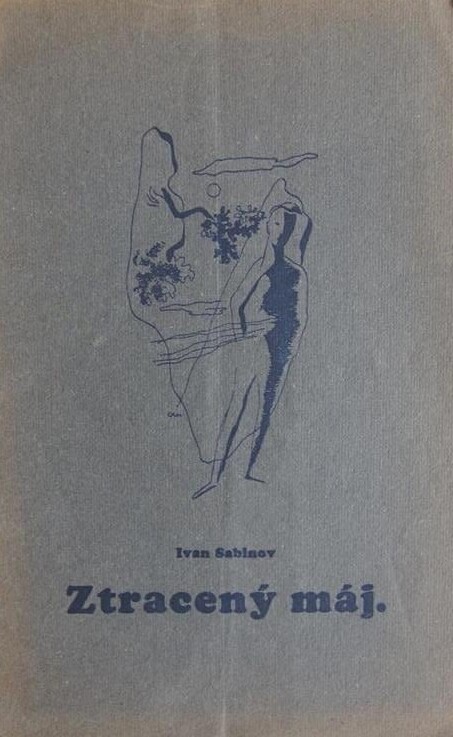 Ivan Sabinov
Ztracený máj.